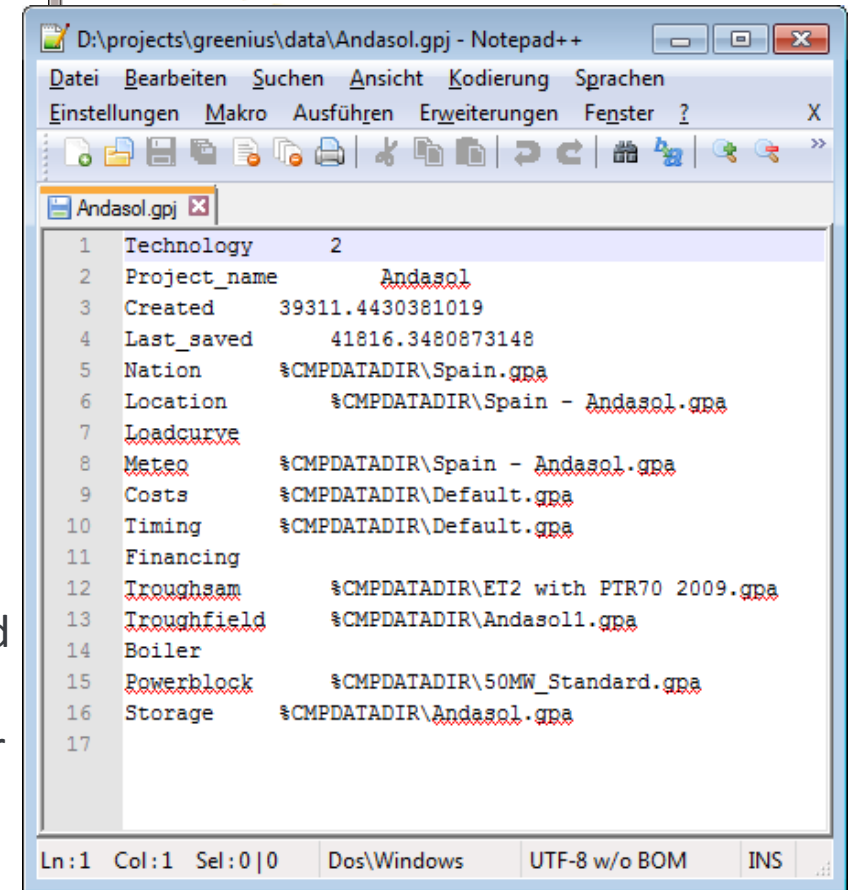 D:\projects\greenius\data\Andasol.gpj - Notepad++
Datei Bearbeiten Suchen Ansicht Kodierung Sprachen
Einstellungen Makro Ausführen Erweiterungen Fenster ? X
Andasol.gpj
1 Technology 2
2 Project_name Andasol
3 Created 39311.4430381019
4 Last_saved 41816.3480873148
5 Nation %CMPDATADIR\Spain.gpa
6 Location %CMPDATADIR\Spain - Andasol.gpa
7 Loadcurve
8 Meteo %CMPDATADIR\Spain - Andasol.gpa
9 Costs %CMPDATADIR\Default.gpa
10 Timing %CMPDATADIR\Default.gpa
11 Financing
12 Troughsam %CMPDATADIR\ET2 with PTR70 2009.gpa
13 Troughfield %CMPDATADIR\Andasol1.gpa
14 Boiler
15 Powerblock %CMPDATADIR\50MW_Standard.gpa
16 Storage %CMPDATADIR\Andasol.gpa
17
Ln : 1 Col : 1 Sel : 0 | 0 Dos\Windows UTF-8 w/o BOM INS